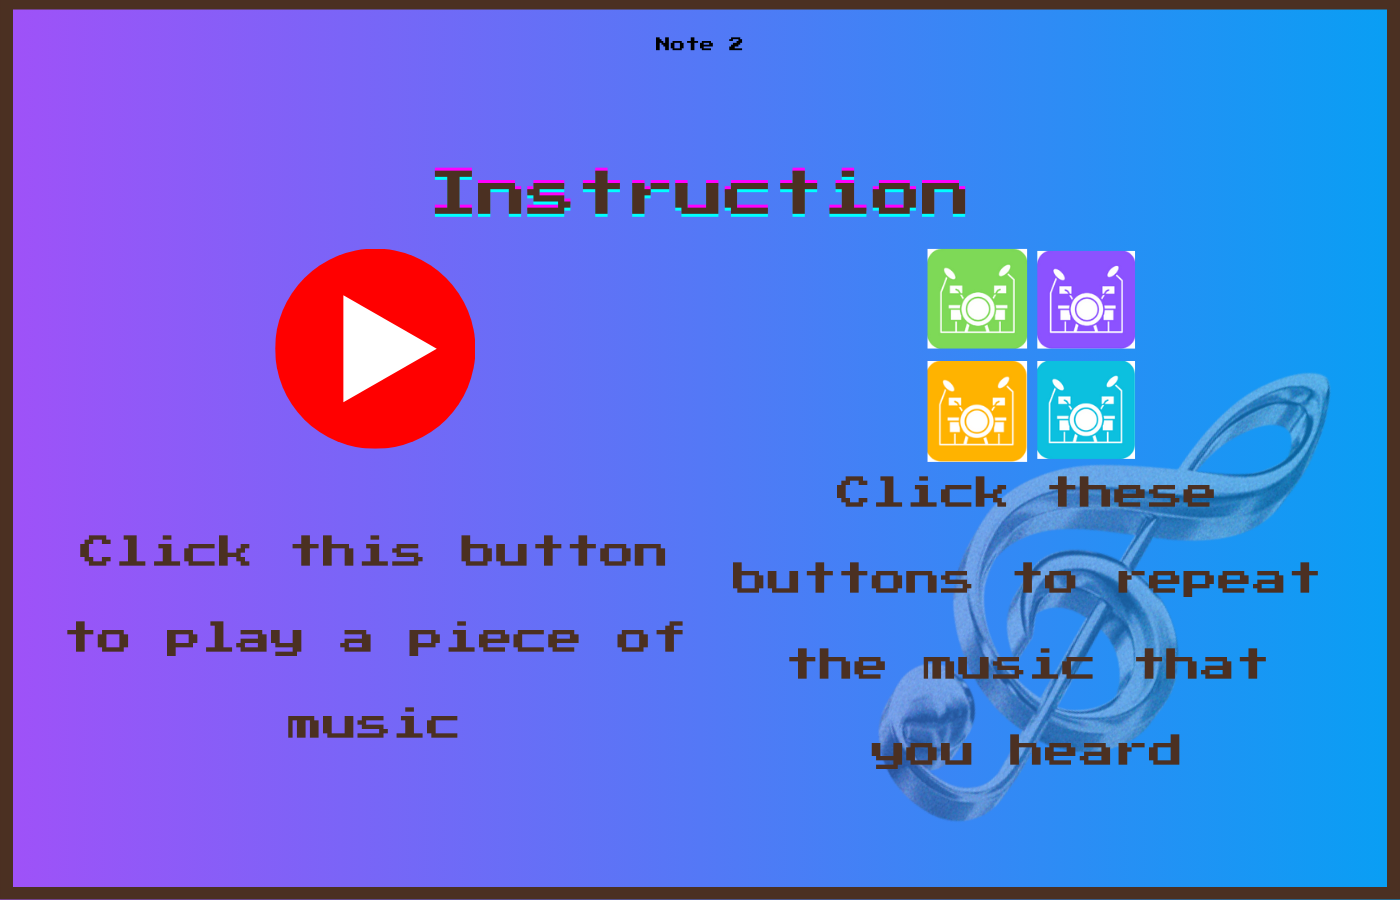 Note 2
Instruction
Click this button
to play a piece of
music
Click these
buttons to repeat
the music that
you heard